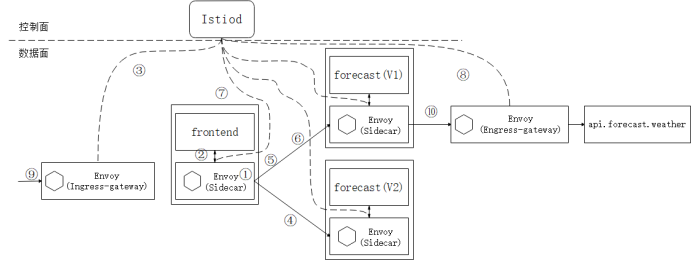 Istiod
控制面
数据面
③
⑧
⑦
forecast(V1)
frontend
⑥
Envoy
(Sidecar)
⑩
Envoy
(Engress-gateway)
api.forecast.weather
②
⑤
⑨
Envoy
(Ingress-gateway)
Envoy
(Sidecar)
①
forecast(V2)
④
Envoy
(Sidecar)